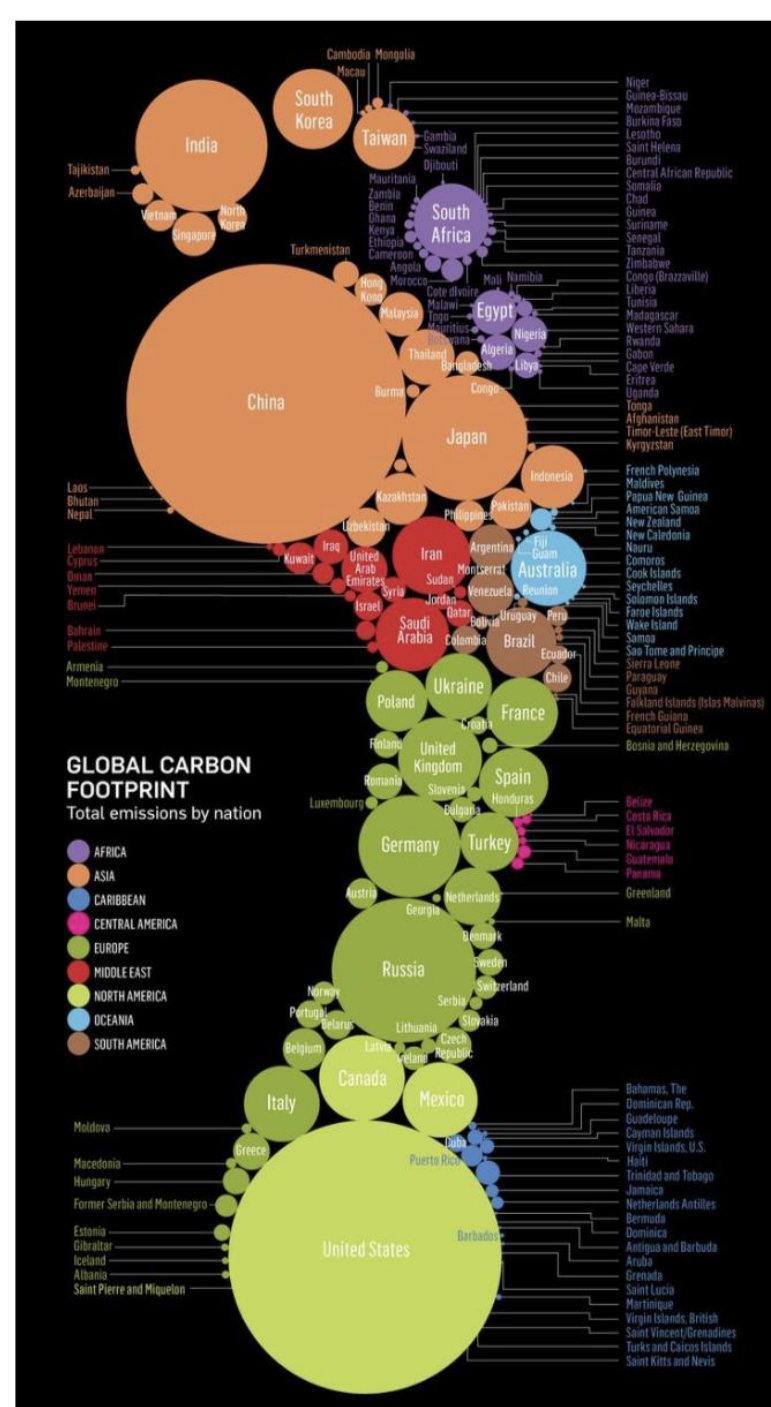 Cambodia
Mongalia
Macau
South
Korea
India
Taiwan
Gambia
Swaziland
Djibouti
Niger
Guinea-Bissau
Mozambique
Burkina Faso
Lesotho
Saint Helena
Burundi
Central African Republic
Somalia
Chad
Guinea
Suriname
Senegal
Tanzania
Zimbabwe
Congo (Brazzaville)
Liberia
Tunisia
Madagascar
Western Sahara
Rwanda
Gabon
Cape Verde
Eritrea
Uganda
Tajikistan
Azerbaijan
Vietnam
North
Korea
Singapore
Mauritania
Zambia
Benin
Ghana
Kenya
Ethiopia
Cameroon
Angola
Morocco
South
Africa
Cote dIvoire
Mali
Namibia
Malawi
Togo
Mauritius
Botswana
Egypt
Nigeria
Algeria
Libya
Turkmenistan
Hong
Kong
Malaysia
Thailand
Bangladesh
Burma
Congo
China
Japan
Tonga
Afghanistan
Timor-Leste (East Timor)
Kyrgyzstan
Indonesia
Kazakhstan
Pakistan
Philippines
Uzbekistan
Laos
Bhutan
Nepal
French Polynesia
Maldives
Papua New Guinea
American Samoa
New Zealand
New Caledonia
Nauru
Comoros
Cook Islands
Seychelles
Solomon Islands
Faroe Islands
Wake Island
Samoa
Sao Tome and Principe
Fiji
Guam
Australia
Reunion
Lebanon
Cyprus
Oman
Yemen
Brunei
Bahrain
Palestine
Kuwait
Iraq
United
Arab
Emirates
Iran
Sudan
Syria
Israel
Jordan
Qatar
Saudi
Arabia
Argentina
Montserrat
Venezuela
Uruguay
Bolivia
Peru
Colombia
Brazil
Ecuador
Chile
Sierra Leone
Paraguay
Guyana
Falkland Islands (Islas Malvinas)
French Guiana
Equatorial Guinea
Armenia
Montenegro
Poland
Ukraine
France
Croatia
Finland
United
Kingdom
Bosnia and Herzegovina
Romania
Slovenia
Spain
Luxembourg
Bulgaria
Honduras
Germany
Turkey
Belize
Costa Rica
El Salvador
Nicaragua
Guatemala
Panama
GLOBAL CARBON
FOOTPRINT
Total emissions by nation
AFRICA
ASIA
CARIBBEAN
CENTRAL AMERICA
EUROPE
MIDDLE EAST
NORTH AMERICA
OCEANIA
SOUTH AMERICA
Austria
Georgia
Netherlands
Greenland
Malta
Denmark
Russia
Sweden
Switzerland
Norway
Serbia
Portugal
Belarus
Lithuania
Slovakia
Belgium
Latvia
Ireland
Czech
Republic
Canada
Mexico
Italy
Moldova
Greece
Macedonia
Hungary
Former Serbia and Montenegro
Estonia
Gibraltar
Iceland
Albania
Saint Pierre and Miquelon
United States
Cuba
Puerto Rico
Barbados
Bahamas, The
Dominican Rep.
Guadeloupe
Cayman Islands
Virgin Islands, U.S.
Haiti
Trinidad and Tobago
Jamaica
Netherlands Antilles
Bermuda
Dominica
Antigua and Barbuda
Aruba
Grenada
Saint Lucia
Martinique
Virgin Islands, British
Saint Vincent/Grenadines
Turks and Caicos Islands
Saint Kitts and Nevis